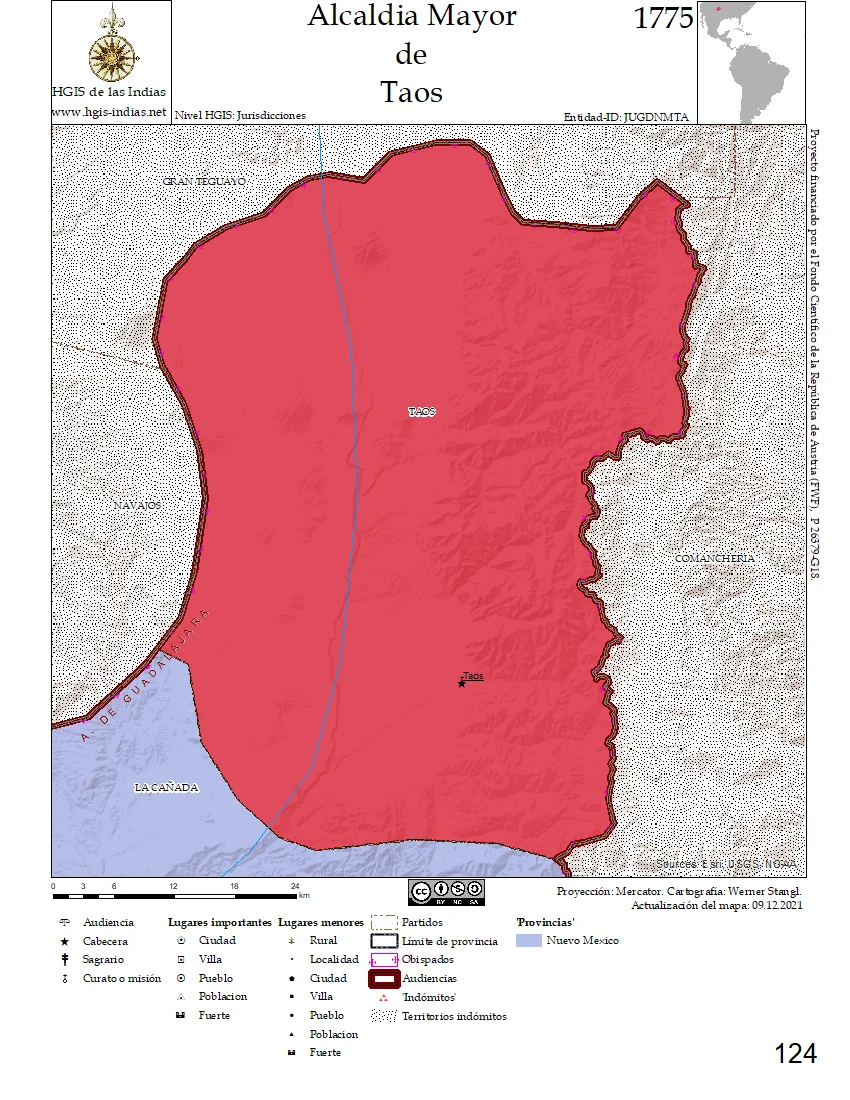 Alcaldia Mayor
de
Taos
1775
HGIS de las Indias
www.hgis-indias.net
Nivel HGIS: Jurisdicciones
Entidad-ID: JUGDNMTA
Proyecto financiado por el Fondo Científico de la República de Austria (FWF), P 26379-G18.
GRAN TEGUAYO
TAOS
NAVAJOS
COMANCHERIA
A. DE GUADALAJARA
Taos
LA CAÑADA
Sources: Esri, USGS, NOAA
0 3 6 12 18 24
km
CC BY NC SA
Proyección: Mercator. Cartografía: Werner Stangl.
Actualización del mapa: 09.12.2021
Audiencia
Cabecera
Sagrario
Curato o misión
Lugares importantes
Ciudad
Villa
Pueblo
Poblacion
Fuerte
Lugares menores
Rural
Localidad
Ciudad
Villa
Pueblo
Poblacion
Fuerte
Partidos
Límite de provincia
Obispados
Audiencias
'Indómitos'
Territorios indómitos
'Provincias'
Nuevo Mexico
124